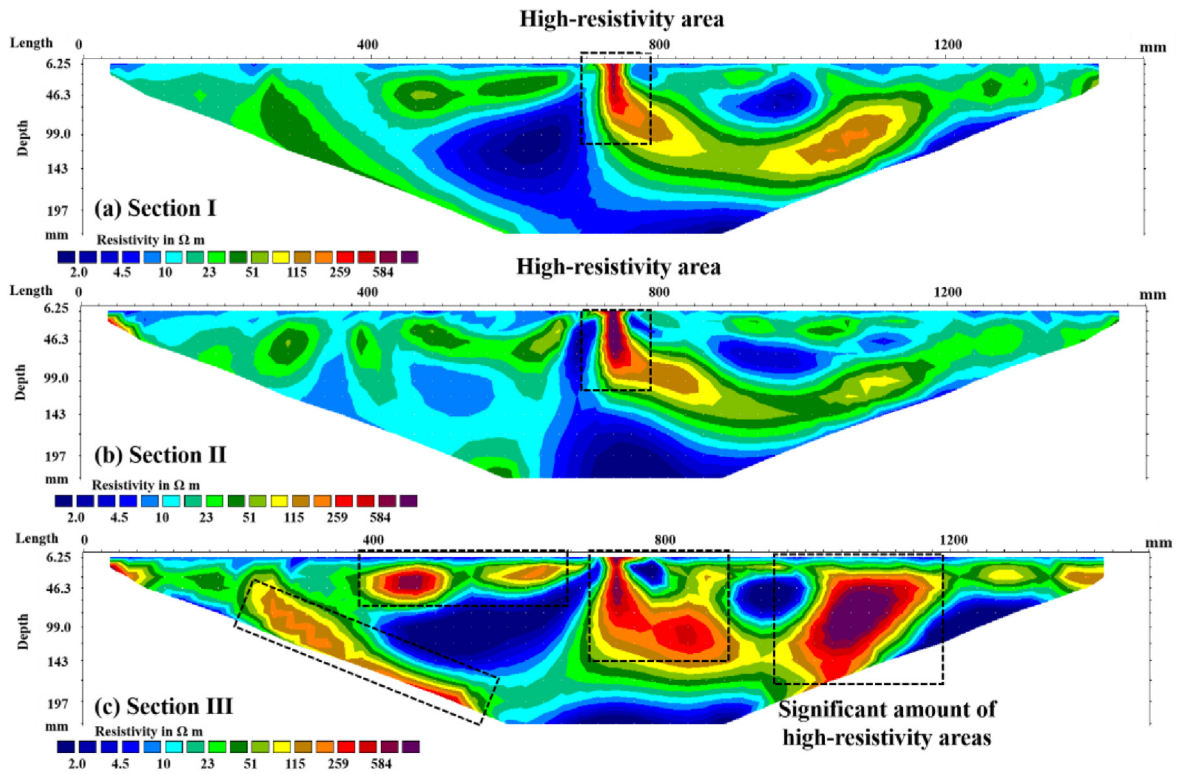 High-resistivity area
Length 0 400 800 1200 mm
6.25
46.3
99.0
143
197
mm
Depth
(a) Section I
Resistivity in Ω m
2.0 4.5 10 23 51 115 259 584
High-resistivity area
Length 0 400 800 1200 mm
6.25
46.3
99.0
143
197
mm
Depth
(b) Section II
Resistivity in Ω m
2.0 4.5 10 23 51 115 259 584
Length 0 400 800 1200 mm
6.25
46.3
99.0
143
197
mm
Depth
(c) Section III
Resistivity in Ω m
2.0 4.5 10 23 51 115 259 584
Significant amount of
high-resistivity areas